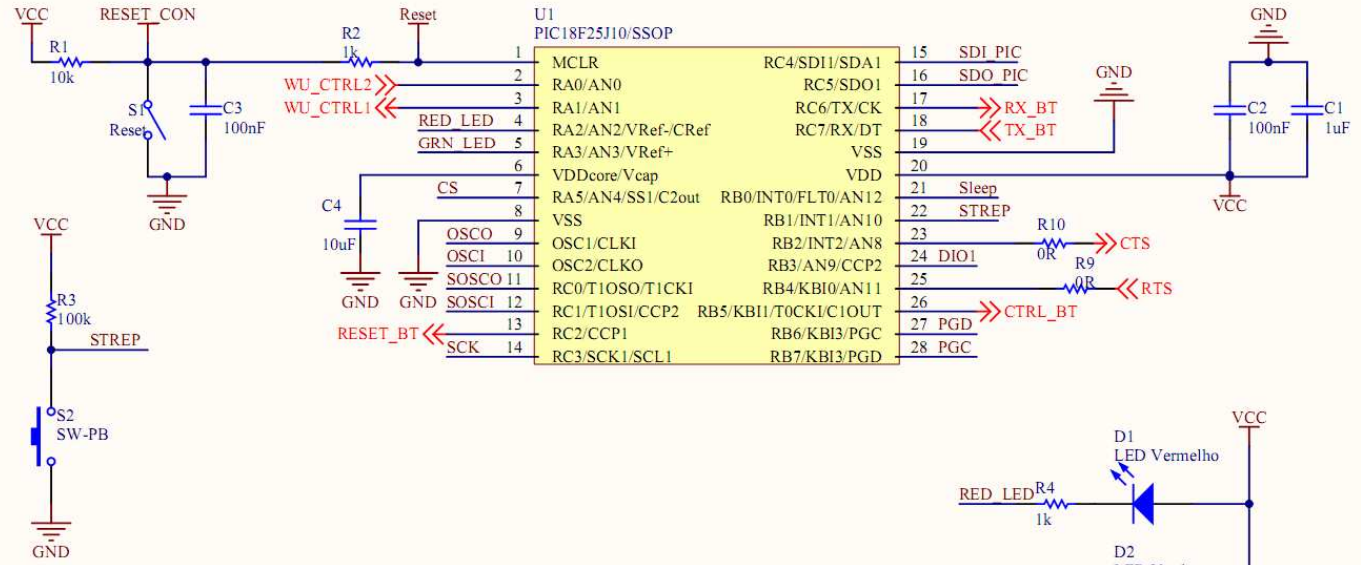 VCC
RESET_CON
R1
10k
S1
Reset
C3
100nF
GND
R2
1k
Reset
U1
PIC18F25J10/SSOP
WU_CTRL2
WU_CTRL1
RED_LED
GRN_LED
CS
C4
10uF
GND
GND
OSCO
OSCI
SOSCO
SOSCI
RESET_BT
SCK
1 MCLR
2 RA0/AN0
3 RA1/AN1
4 RA2/AN2/VRef-/CRef
5 RA3/AN3/VRef+
6 VDDcore/Vcap
7 RA5/AN4/SS1/C2out
8 VSS
9 OSC1/CLKI
10 OSC2/CLKO
11 RC0/T1OSO/T1CKI
12 RC1/T1OSI/CCP2
13 RC2/CCP1
14 RC3/SCK1/SCL1
RC4/SDI1/SDA1 15 SDI_PIC
RC5/SDO1 16 SDO_PIC
RC6/TX/CK 17 RX_BT
RC7/RX/DT 18 TX_BT
VSS 19
VDD 20
RB0/INT0/FLT0/AN12 21 Sleep
RB1/INT1/AN10 22 STREP
RB2/INT2/AN8 23
RB3/AN9/CCP2 24 DIO1
RB4/KBI0/AN11 25
RB5/KBI1/T0CKI/C1OUT 26 CTRL_BT
RB6/KBI3/PGC 27 PGD
RB7/KBI3/PGD 28 PGC
GND
R10
0R
CTS
R9
0R
RTS
GND
C2
100nF
C1
1uF
VCC
VCC
R3
100k
STREP
S2
SW-PB
GND
VCC
D1
LED Vermelho
RED_LED
R4
1k
D2